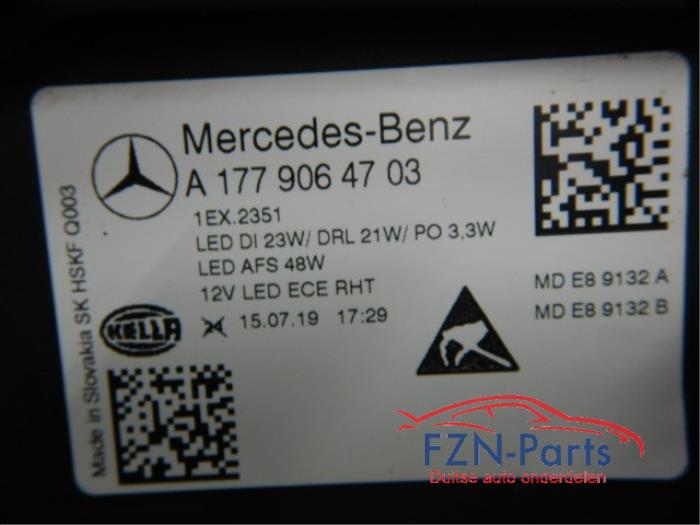 Mercedes-Benz
A 177 906 47 03
1EX.2351
LED DI 23W/ DRL 21W/ PO 3,3W
LED AFS 48W
12V LED ECE RHT
15.07.19 17:29
MD E8 9132 A
MD E8 9132 B
HELLA
Made in Slovakia SK HSKF Q003
FZN-Parts
Duitse auto onderdelen